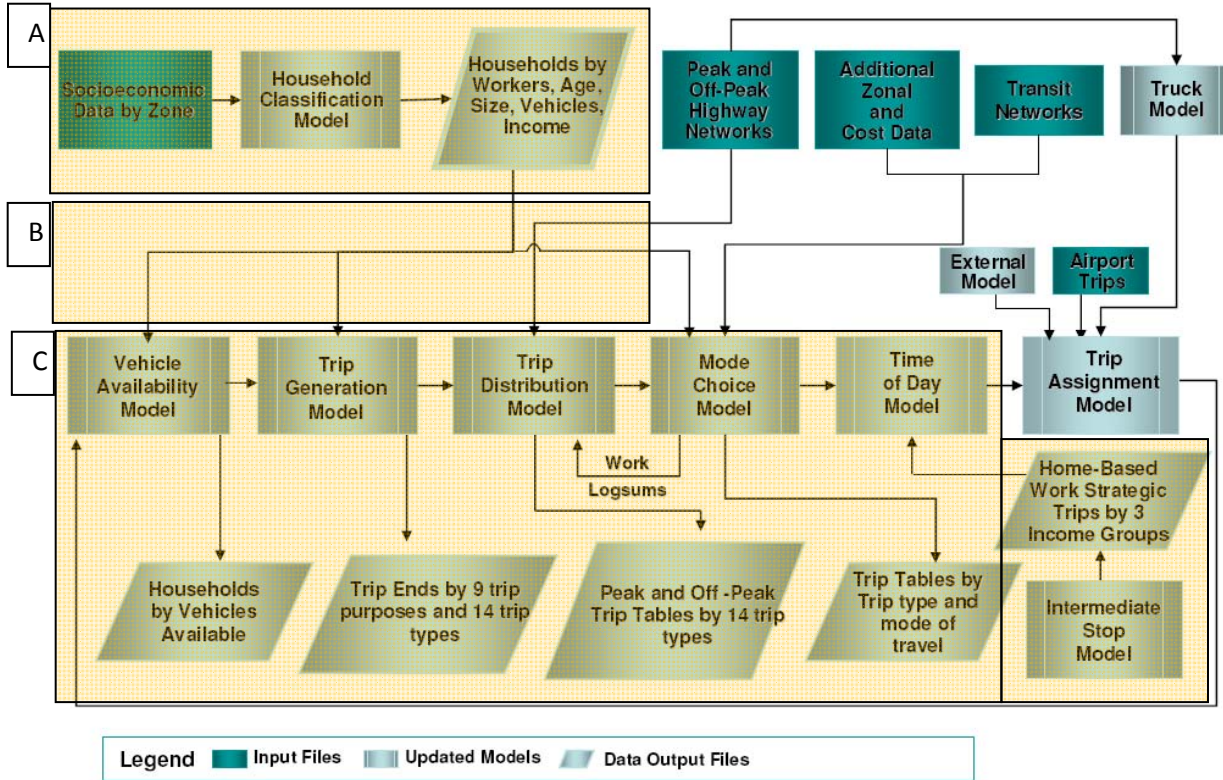 A
Socioeconomic
Data by Zone
Household
Classification
Model
Households by
Workers, Age,
Size, Vehicles,
Income
Peak and
Off-Peak
Highway
Networks
Additional
Zonal
and
Cost Data
Transit
Networks
Truck
Model
B
External
Model
Airport
Trips
C
Vehicle
Availability
Model
Trip
Generation
Model
Trip
Distribution
Model
Mode
Choice
Model
Time
of Day
Model
Trip
Assignment
Model
Work
Logsums
Home-Based
Work Strategic
Trips by 3
Income Groups
Households
by Vehicles
Available
Trip Ends by 9 trip
purposes and 14 trip
types
Peak and Off -Peak
Trip Tables by 14 trip
types
Trip Tables by
Trip type and
mode of
travel
Intermediate
Stop
Model
Legend Input Files Updated Models Data Output Files